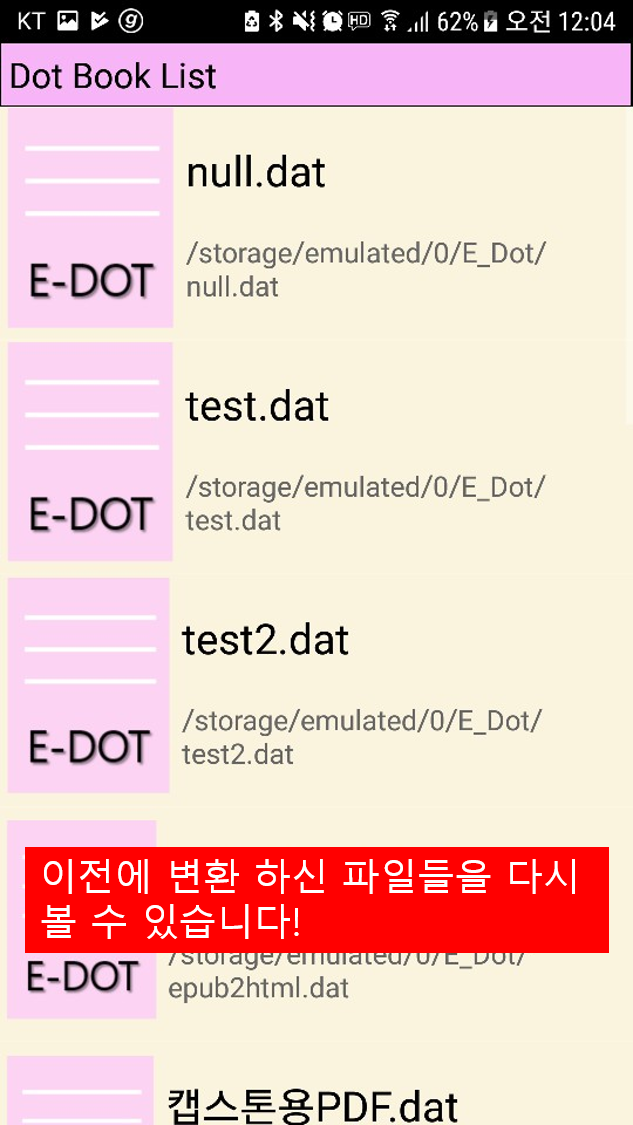 KT 62% 오전 12:04
Dot Book List
null.dat
/storage/emulated/0/E_Dot/
null.dat
E-DOT
test.dat
/storage/emulated/0/E_Dot/
test.dat
E-DOT
test2.dat
/storage/emulated/0/E_Dot/
test2.dat
E-DOT
이전에 변환 하신 파일들을 다시
볼 수 있습니다!
/storage/emulated/0/E_Dot/
epub2html.dat
E-DOT
캡스톤용PDF.dat